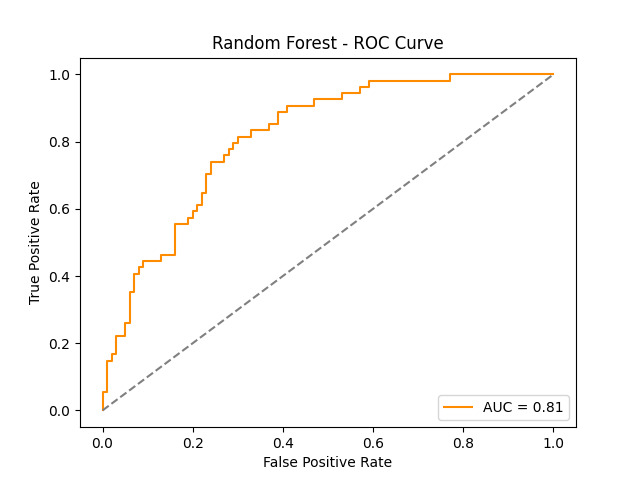 Random Forest - ROC Curve
True Positive Rate
1.0
0.8
0.6
0.4
0.2
0.0
AUC = 0.81
0.0 0.2 0.4 0.6 0.8 1.0
False Positive Rate